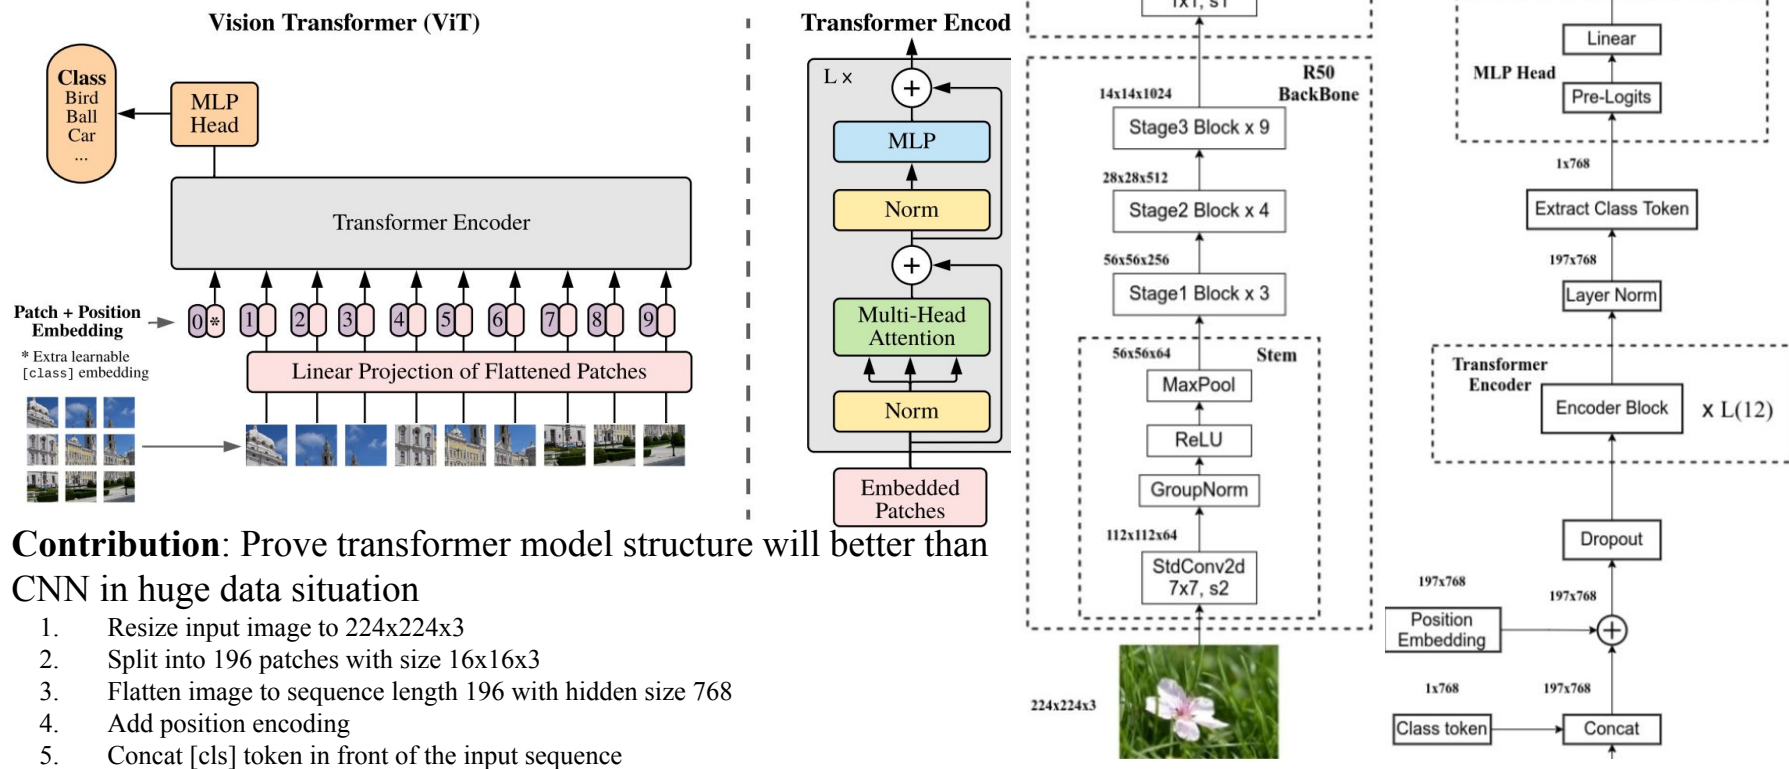 Vision Transformer (ViT)
Class
Bird
Ball
Car
...
MLP
Head
Transformer Encoder
Patch + Position
Embedding
0 * 1 2 3 4 5 6 7 8 9
* Extra learnable
[class] embedding
Linear Projection of Flattened Patches
Transformer Encod
L ×
+
MLP
Norm
+
Multi-Head
Attention
Norm
Embedded
Patches
Contribution: Prove transformer model structure will better than
CNN in huge data situation
1. Resize input image to 224x224x3
2. Split into 196 patches with size 16x16x3
3. Flatten image to sequence length 196 with hidden size 768
4. Add position encoding
5. Concat [cls] token in front of the input sequence
1x1, s1
R50
BackBone
14x14x1024
Stage3 Block x 9
28x28x512
Stage2 Block x 4
56x56x256
Stage1 Block x 3
56x56x64
Stem
MaxPool
ReLU
GroupNorm
112x112x64
StdConv2d
7x7, s2
224x224x3
Linear
MLP Head
Pre-Logits
1x768
Extract Class Token
197x768
Layer Norm
Transformer
Encoder
Encoder Block
x L(12)
Dropout
197x768
197x768
Position
Embedding
+
1x768
197x768
Class token
Concat